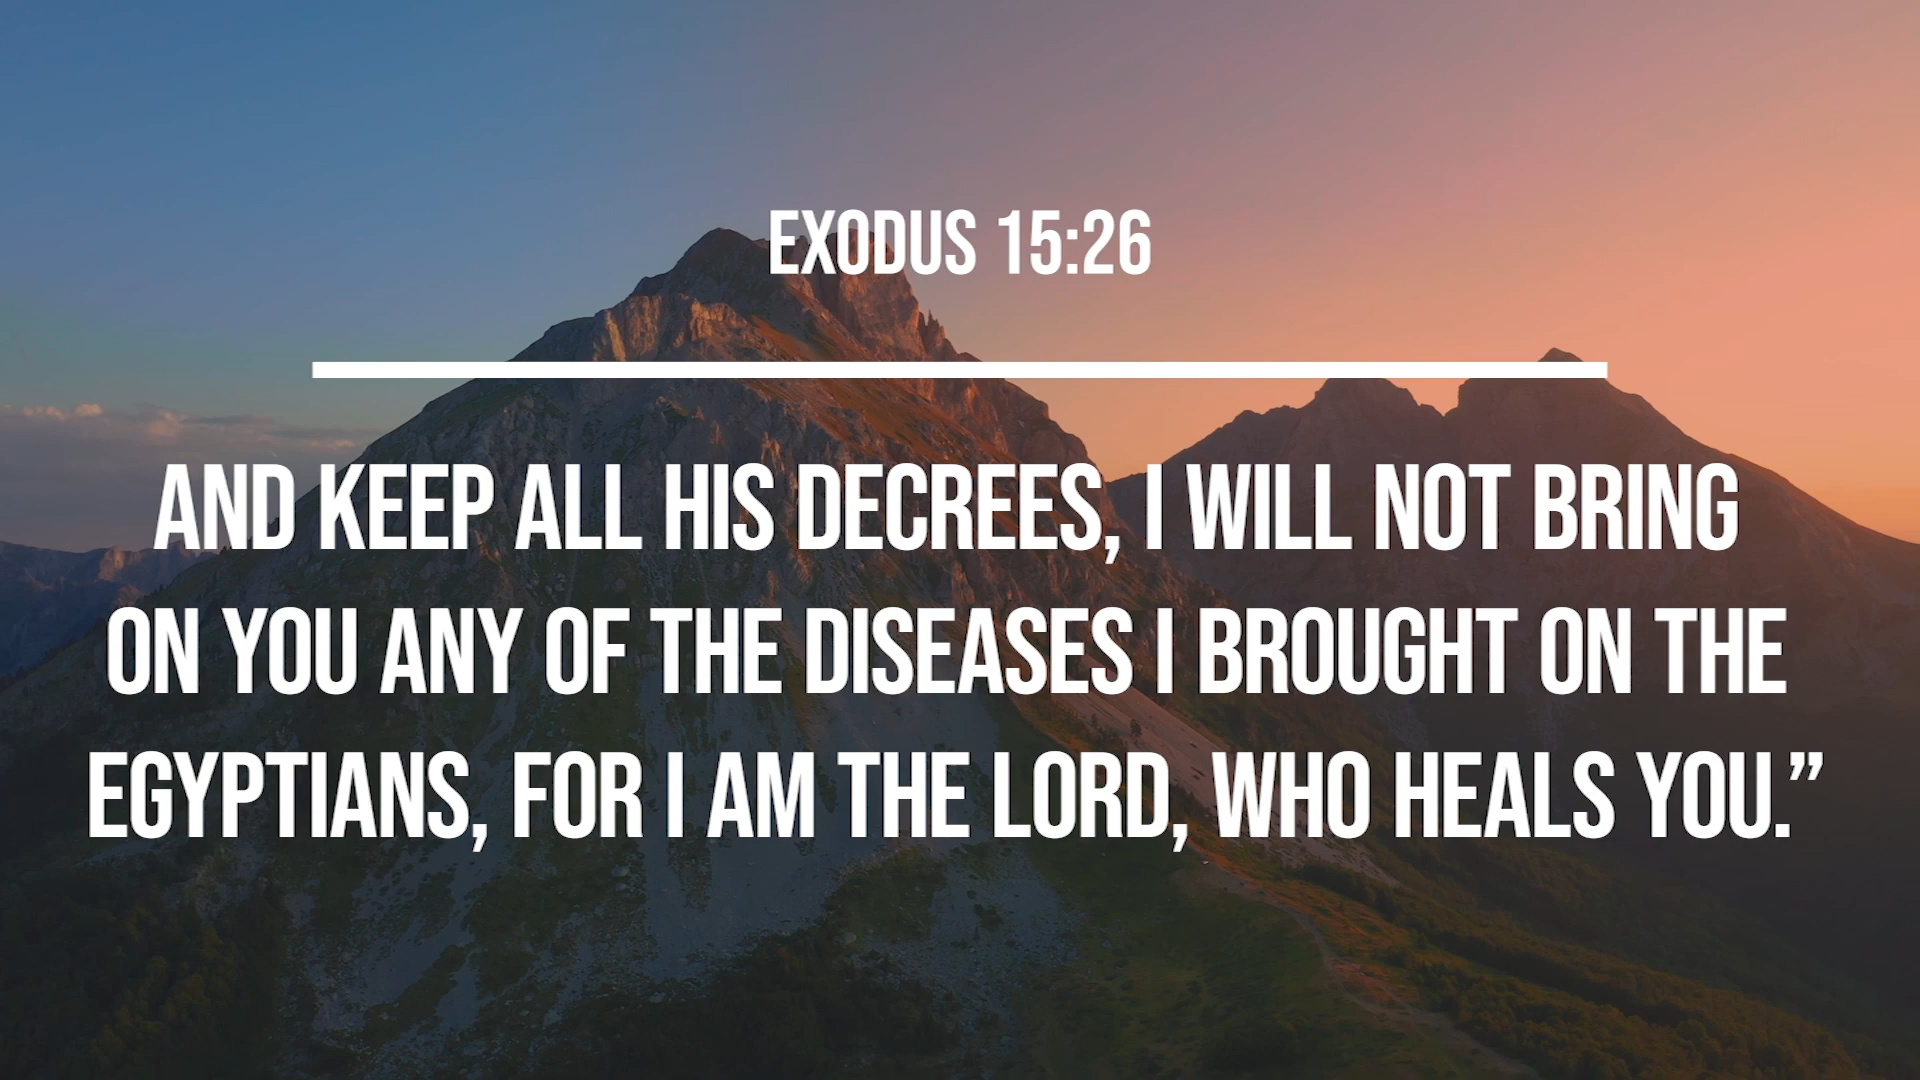 EXODUS 15:26
AND KEEP ALL HIS DECREES, I WILL NOT BRING
ON YOU ANY OF THE DISEASES I BROUGHT ON THE
EGYPTIANS, FOR I AM THE LORD, WHO HEALS YOU.”